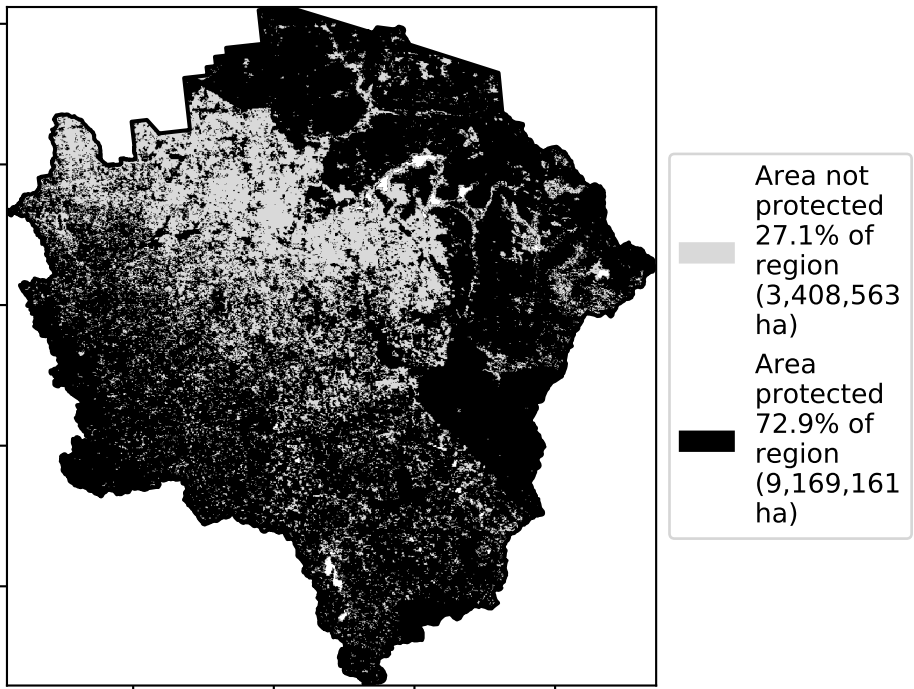 Area not
protected
27.1% of
region
(3,408,563
ha)
Area
protected
72.9% of
region
(9,169,161
ha)